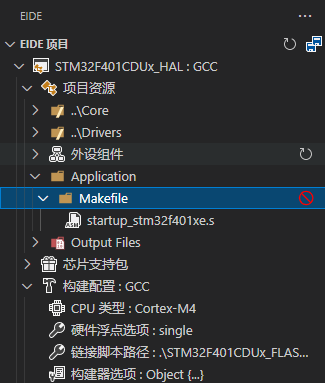 EIDE
EIDE 项目
STM32F401CDUx_HAL : GCC
项目资源
..\Core
..\Drivers
外设组件
Application
Makefile
startup_stm32f401xe.s
Output Files
芯片支持包
构建配置 : GCC
CPU 类型 : Cortex-M4
硬件浮点选项 : single
链接脚本路径 : .\STM32F401CDUx_FLAS...
构建器选项 : Object {...}